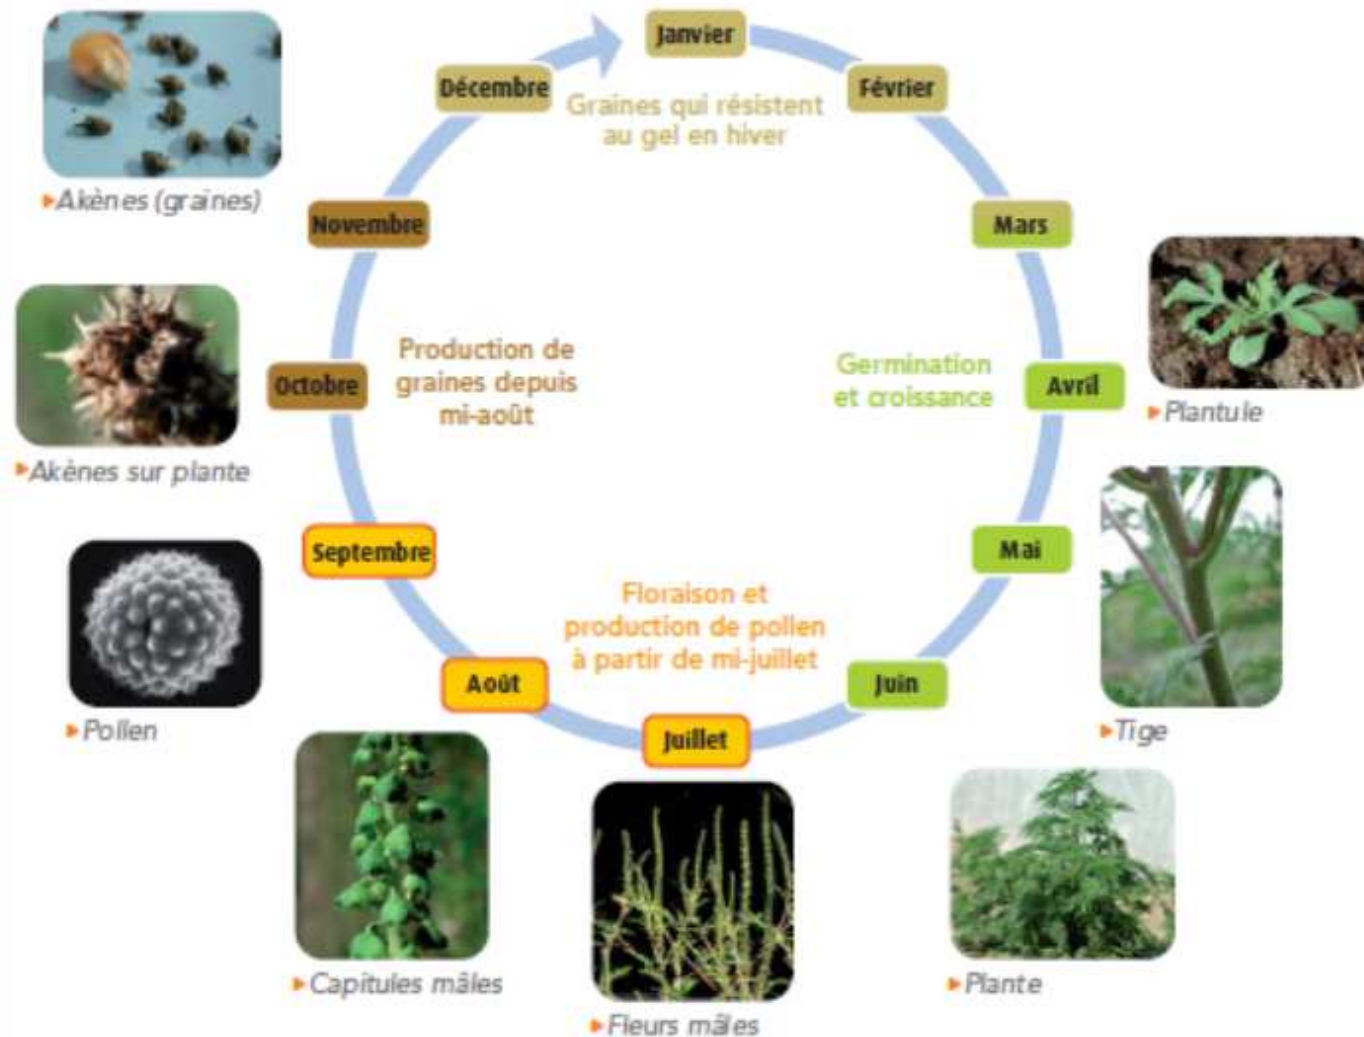 Janvier
Février
Mars
Avril
Mai
Juin
Juillet
Août
Septembre
Octobre
Novembre
Décembre
Graines qui résistent
au gel en hiver
Germination
et croissance
Floraison et
production de pollen
à partir de mi-juillet
Production de
graines depuis
mi-août
Plantule
Tige
Plante
Fleurs mâles
Capitules mâles
Pollen
Akènes sur plante
Akènes (graines)